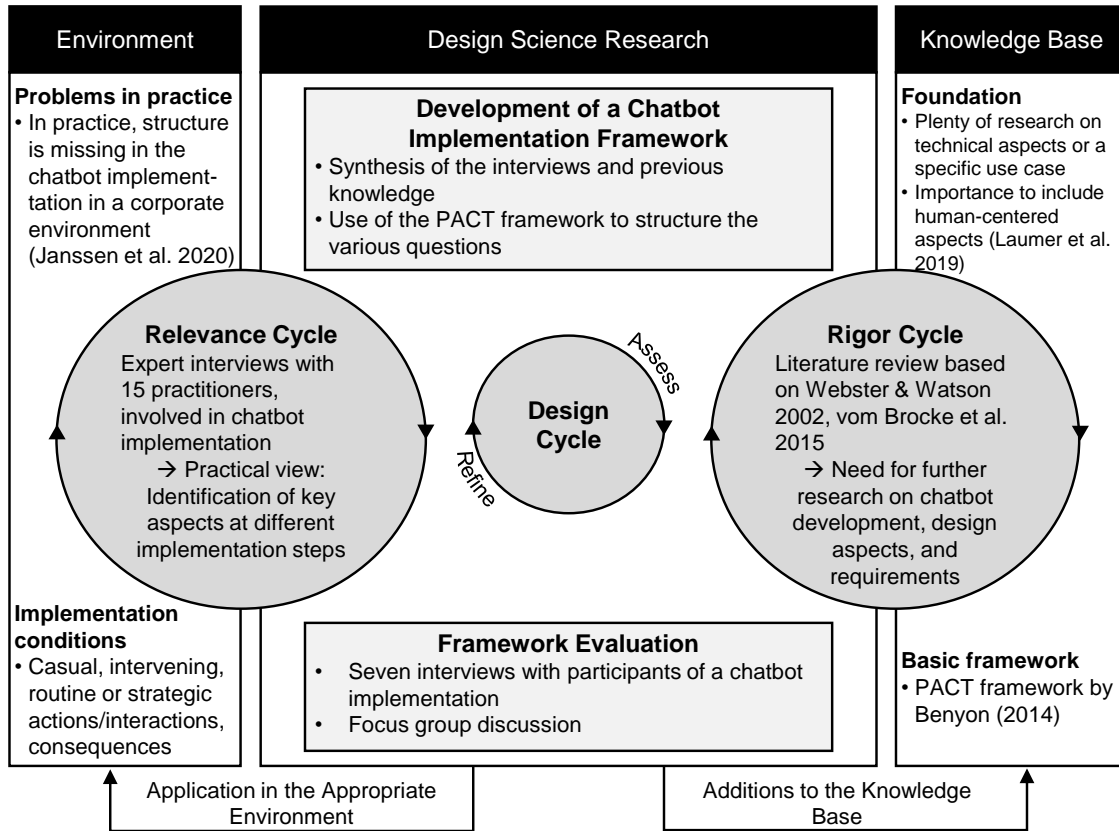 Environment
Design Science Research
Knowledge Base
Problems in practice
• In practice, structure
is missing in the
chatbot implemen-
tation in a corporate
environment
(Janssen et al. 2020)
Development of a Chatbot
Implementation Framework
• Synthesis of the interviews and previous
knowledge
• Use of the PACT framework to structure the
various questions
Foundation
• Plenty of research on
technical aspects or a
specific use case
• Importance to include
human-centered
aspects (Laumer et al.
2019)
Relevance Cycle
Expert interviews with
15 practitioners,
involved in chatbot
implementation
→ Practical view:
Identification of key
aspects at different
implementation steps
Assess
Design
Cycle
Refine
Rigor Cycle
Literature review based
on Webster & Watson
2002, vom Brocke et al.
2015
→ Need for further
research on chatbot
development, design
aspects, and
requirements
Implementation
conditions
• Casual, intervening,
routine or strategic
actions/interactions,
consequences
Framework Evaluation
• Seven interviews with participants of a chatbot
implementation
• Focus group discussion
Basic framework
• PACT framework by
Benyon (2014)
Application in the Appropriate
Environment
Additions to the Knowledge
Base